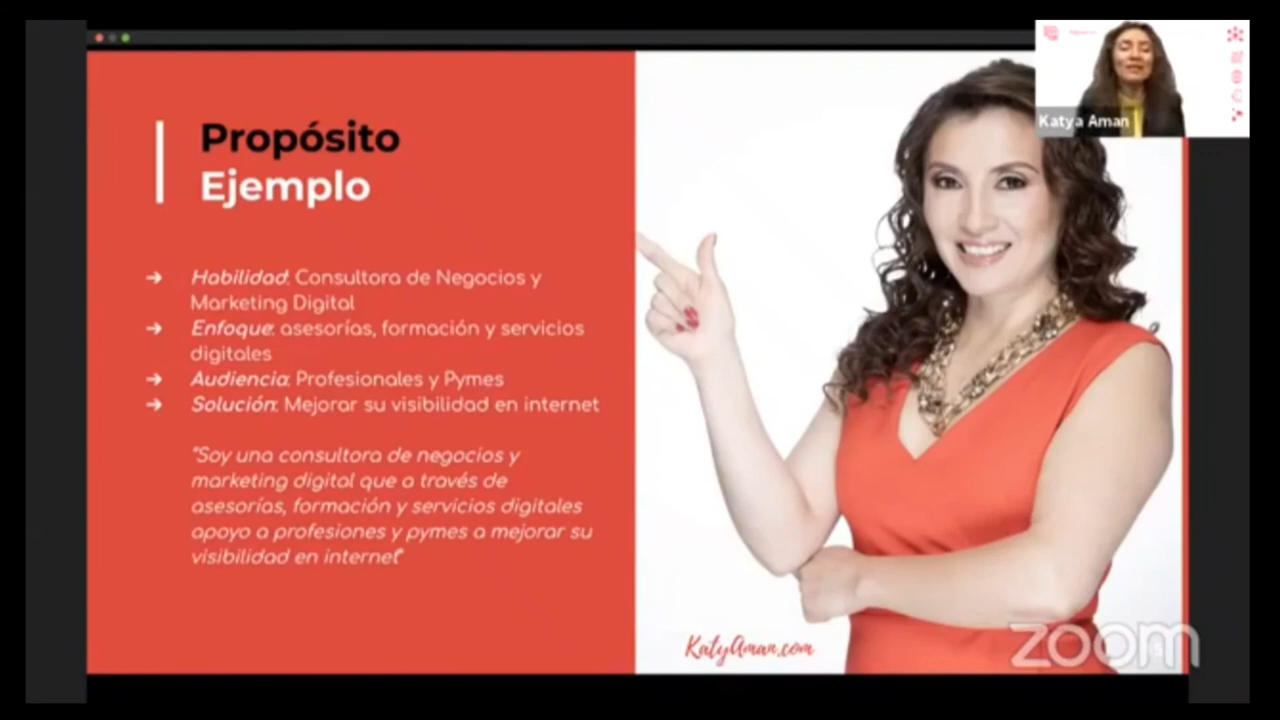 Propósito
Ejemplo
➔ Habilidad: Consultora de Negocios y
Marketing Digital
➔ Enfoque: asesorías, formación y servicios
digitales
➔ Audiencia: Profesionales y Pymes
➔ Solución: Mejorar su visibilidad en internet
"Soy una consultora de negocios y
marketing digital que a través de
asesorías, formación y servicios digitales
apoyo a profesiones y pymes a mejorar su
visibilidad en internet"
KatyAman.com
Katya Aman
zoom